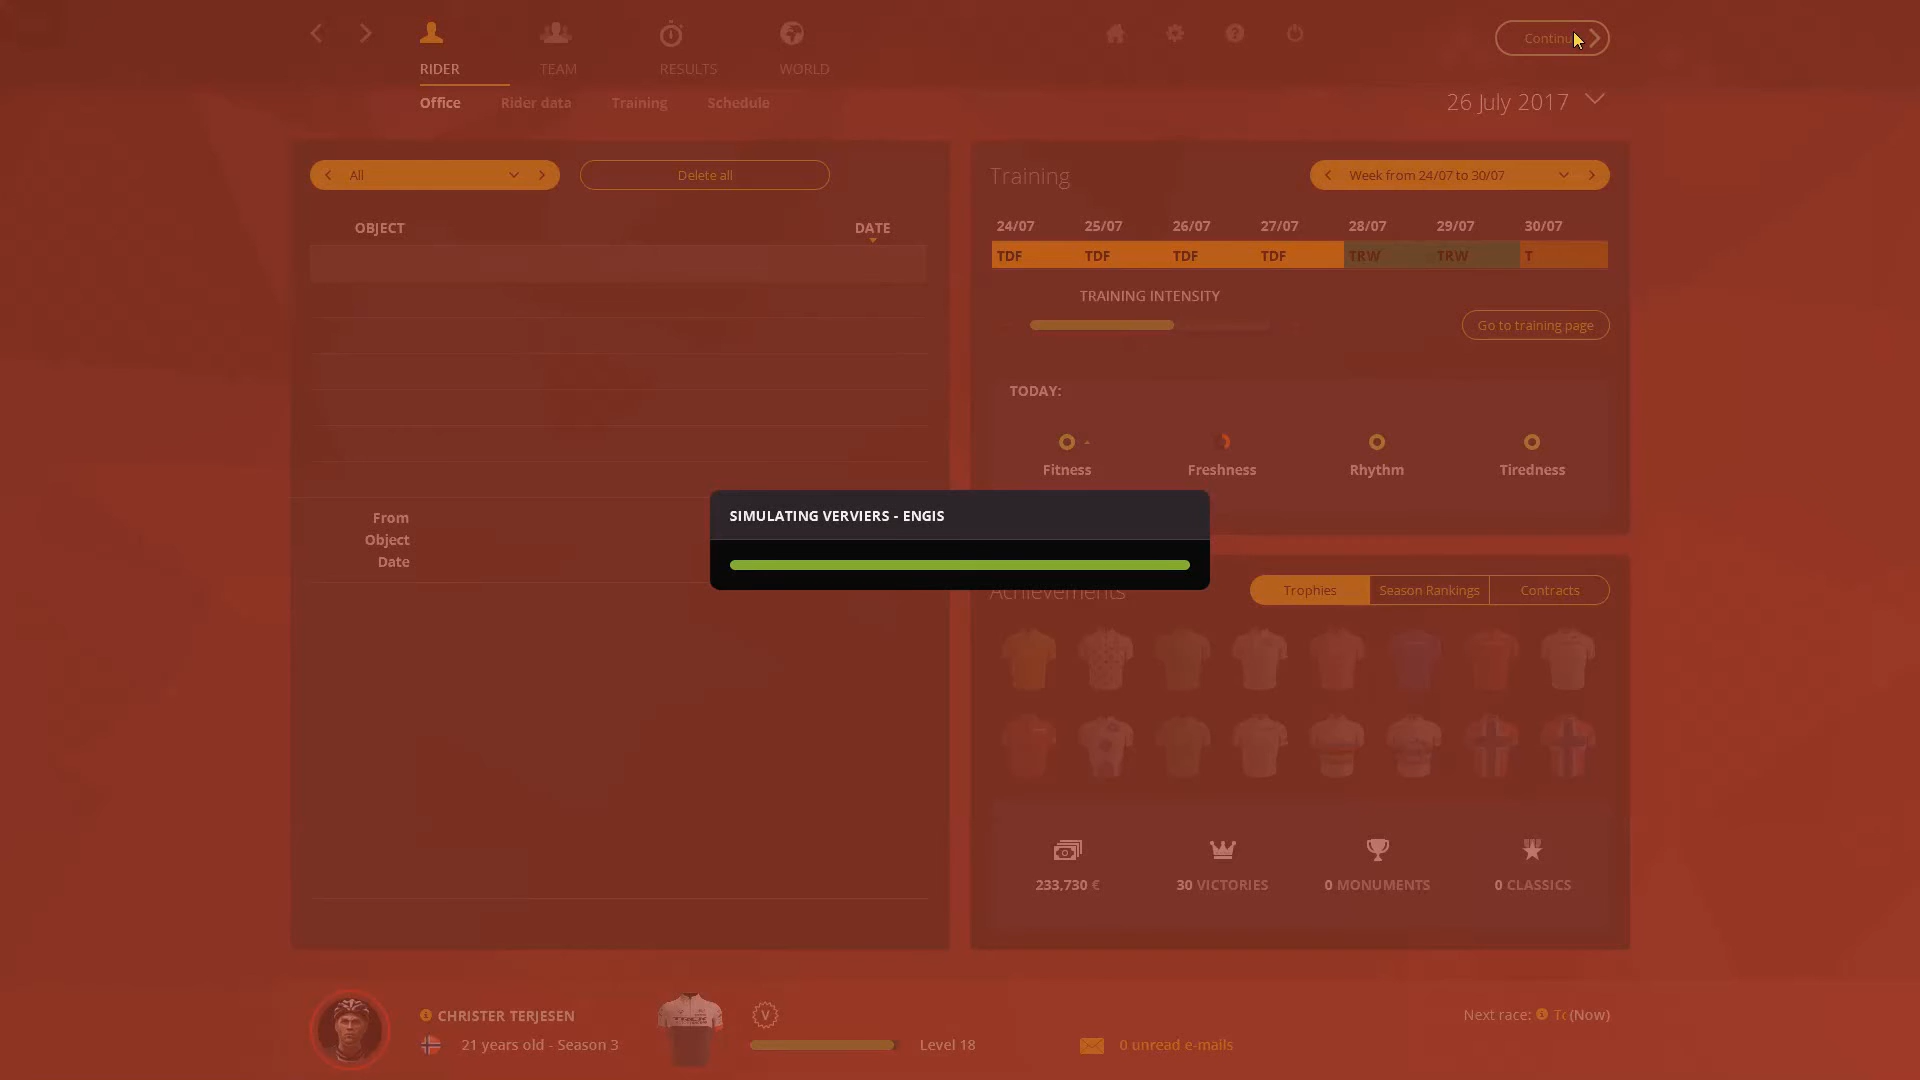 RIDER
TEAM
RESULTS
WORLD
Office
Rider data
Training
Schedule
26 July 2017
All
Delete all
OBJECT
DATE
From
Object
Date
Training
Week from 24/07 to 30/07
24/07 25/07 26/07 27/07 28/07 29/07 30/07
TDF TDF TDF TDF TRW TRW T
TRAINING INTENSITY
Go to training page
TODAY:
Fitness
Freshness
Rhythm
Tiredness
SIMULATING VERVIERS - ENGIS
Achievements
Trophies
Season Rankings
Contracts
233,730 €
30 VICTORIES
0 MONUMENTS
0 CLASSICS
CHRISTER TERJESEN
21 years old - Season 3
V
Level 18
0 unread e-mails
Next race: (Now)